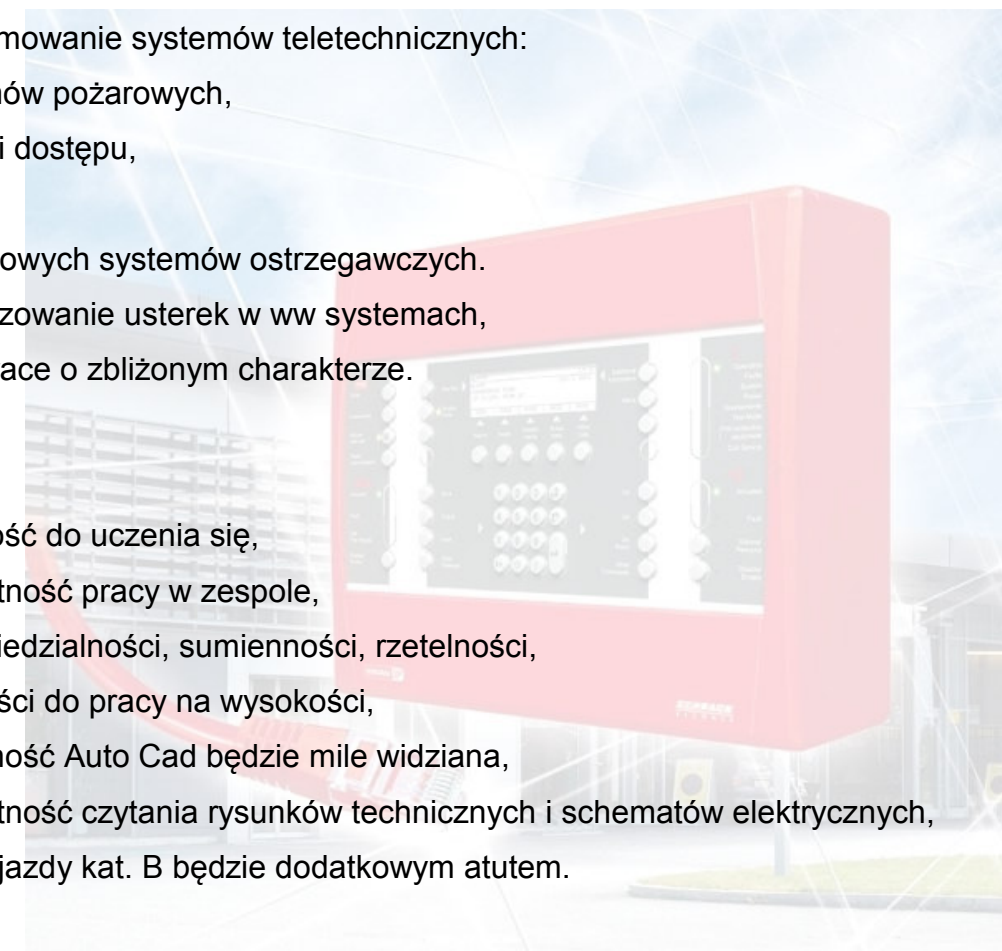 mowanie systemów teletechnicznych:
nów pożarowych,
i dostępu,
owych systemów ostrzegawczych.
zowanie usterek w ww systemach,
ace o zbliżonym charakterze.
ość do uczenia się,
tność pracy w zespole,
iedzialności, sumienności, rzetelności,
ści do pracy na wysokości,
ność Auto Cad będzie mile widziana,
tność czytania rysunków technicznych i schematów elektrycznych,
jazdy kat. B będzie dodatkowym atutem.